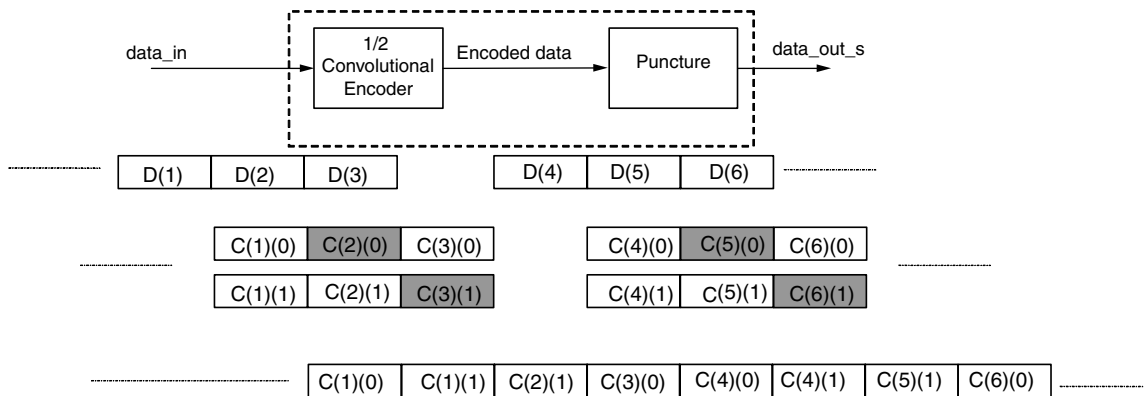 data_in
1/2
Convolutional
Encoder
Encoded data
Puncture
data_out_s
D(1) D(2) D(3) D(4) D(5) D(6)
C(1)(0) C(2)(0) C(3)(0) C(4)(0) C(5)(0) C(6)(0)
C(1)(1) C(2)(1) C(3)(1) C(4)(1) C(5)(1) C(6)(1)
C(1)(0) C(1)(1) C(2)(1) C(3)(0) C(4)(0) C(4)(1) C(5)(1) C(6)(0)